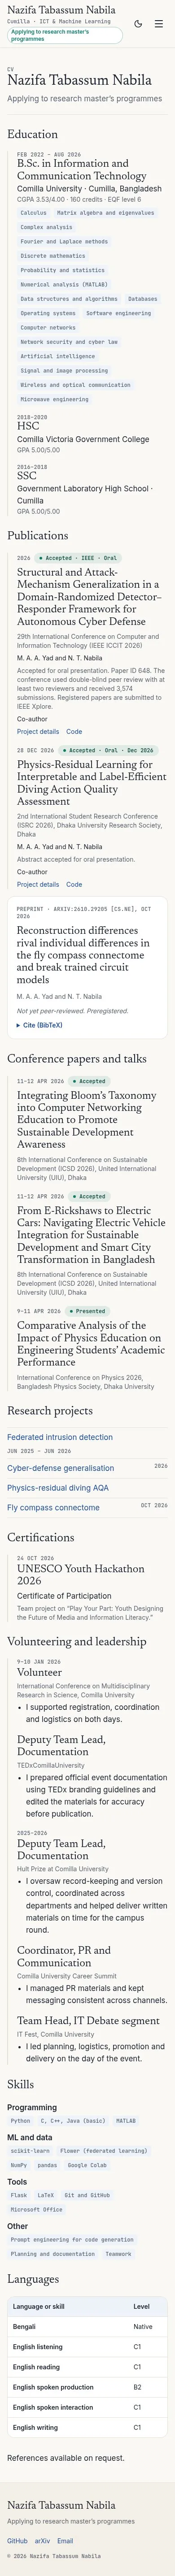 Nazifa Tabassum Nabila
Cumilla · ICT & Machine Learning
Applying to research master's
programmes
CV
Nazifa Tabassum Nabila
Applying to research master's programmes
Education
FEB 2022 – AUG 2026
B.Sc. in Information and
Communication Technology
Comilla University · Cumilla, Bangladesh
CGPA 3.53/4.00 · 160 credits · EQF level 6
Calculus Matrix algebra and eigenvalues
Complex analysis
Fourier and Laplace methods
Discrete mathematics
Probability and statistics
Numerical analysis (MATLAB)
Data structures and algorithms Databases
Operating systems Software engineering
Computer networks
Network security and cyber law
Artificial intelligence
Signal and image processing
Wireless and optical communication
Microwave engineering
2018–2020
HSC
Comilla Victoria Government College
GPA 5.00/5.00
2016–2018
SSC
Government Laboratory High School ·
Cumilla
GPA 5.00/5.00
Publications
2026 Accepted · IEEE · Oral
Structural and Attack-
Mechanism Generalization in a
Domain-Randomized Detector–
Responder Framework for
Autonomous Cyber Defense
29th International Conference on Computer and
Information Technology (IEEE ICCIT 2026)
M. A. A. Yad and N. T. Nabila
Accepted for oral presentation. Paper ID 648. The
conference used double-blind peer review with at
least two reviewers and received 3,574
submissions. Registered papers are submitted to
IEEE Xplore.
Co-author
Project details Code
28 DEC 2026 Accepted · Oral · Dec 2026
Physics-Residual Learning for
Interpretable and Label-Efficient
Diving Action Quality
Assessment
2nd International Student Research Conference
(ISRC 2026), Dhaka University Research Society,
Dhaka
M. A. A. Yad and N. T. Nabila
Abstract accepted for oral presentation.
Co-author
Project details Code
PREPRINT · ARXIV:2610.29205 [CS.NE], OCT
2026
Reconstruction differences
rival individual differences in
the fly compass connectome
and break trained circuit
models
M. A. A. Yad and N. T. Nabila
Not yet peer-reviewed. Preregistered.
Cite (BibTeX)
Conference papers and talks
11–12 APR 2026 Accepted
Integrating Bloom's Taxonomy
into Computer Networking
Education to Promote
Sustainable Development
Awareness
8th International Conference on Sustainable
Development (ICSD 2026), United International
University (UIU), Dhaka
11–12 APR 2026 Accepted
From E-Rickshaws to Electric
Cars: Navigating Electric Vehicle
Integration for Sustainable
Development and Smart City
Transformation in Bangladesh
8th International Conference on Sustainable
Development (ICSD 2026), United International
University (UIU), Dhaka
9–11 APR 2026 Presented
Comparative Analysis of the
Impact of Physics Education on
Engineering Students' Academic
Performance
International Conference on Physics 2026,
Bangladesh Physics Society, Dhaka University
Research projects
Federated intrusion detection
JUN 2025 – JUN 2026
Cyber-defense generalisation 2026
Physics-residual diving AQA
Fly compass connectome OCT 2026
Certifications
24 OCT 2026
UNESCO Youth Hackathon
2026
Certificate of Participation
Team project on "Play Your Part: Youth Designing
the Future of Media and Information Literacy."
Volunteering and leadership
9–10 JAN 2026
Volunteer
International Conference on Multidisciplinary
Research in Science, Comilla University
I supported registration, coordination
and logistics on both days.
Deputy Team Lead,
Documentation
TEDxComillaUniversity
I prepared official event documentation
using TEDx branding guidelines and
edited the materials for accuracy
before publication.
2025–2026
Deputy Team Lead,
Documentation
Hult Prize at Comilla University
I oversaw record-keeping and version
control, coordinated across
departments and helped deliver written
materials on time for the campus
round.
Coordinator, PR and
Communication
Comilla University Career Summit
I managed PR materials and kept
messaging consistent across channels.
Team Head, IT Debate segment
IT Fest, Comilla University
I led planning, logistics, promotion and
delivery on the day of the event.
Skills
Programming
Python C, C++, Java (basic) MATLAB
ML and data
scikit-learn Flower (federated learning)
NumPy pandas Google Colab
Tools
Flask LaTeX Git and GitHub
Microsoft Office
Other
Prompt engineering for code generation
Planning and documentation Teamwork
Languages
Language or skill Level
Bengali Native
English listening C1
English reading C1
English spoken production B2
English spoken interaction C1
English writing C1
References available on request.
Nazifa Tabassum Nabila
Applying to research master's programmes
GitHub arXiv Email
© 2026 Nazifa Tabassum Nabila